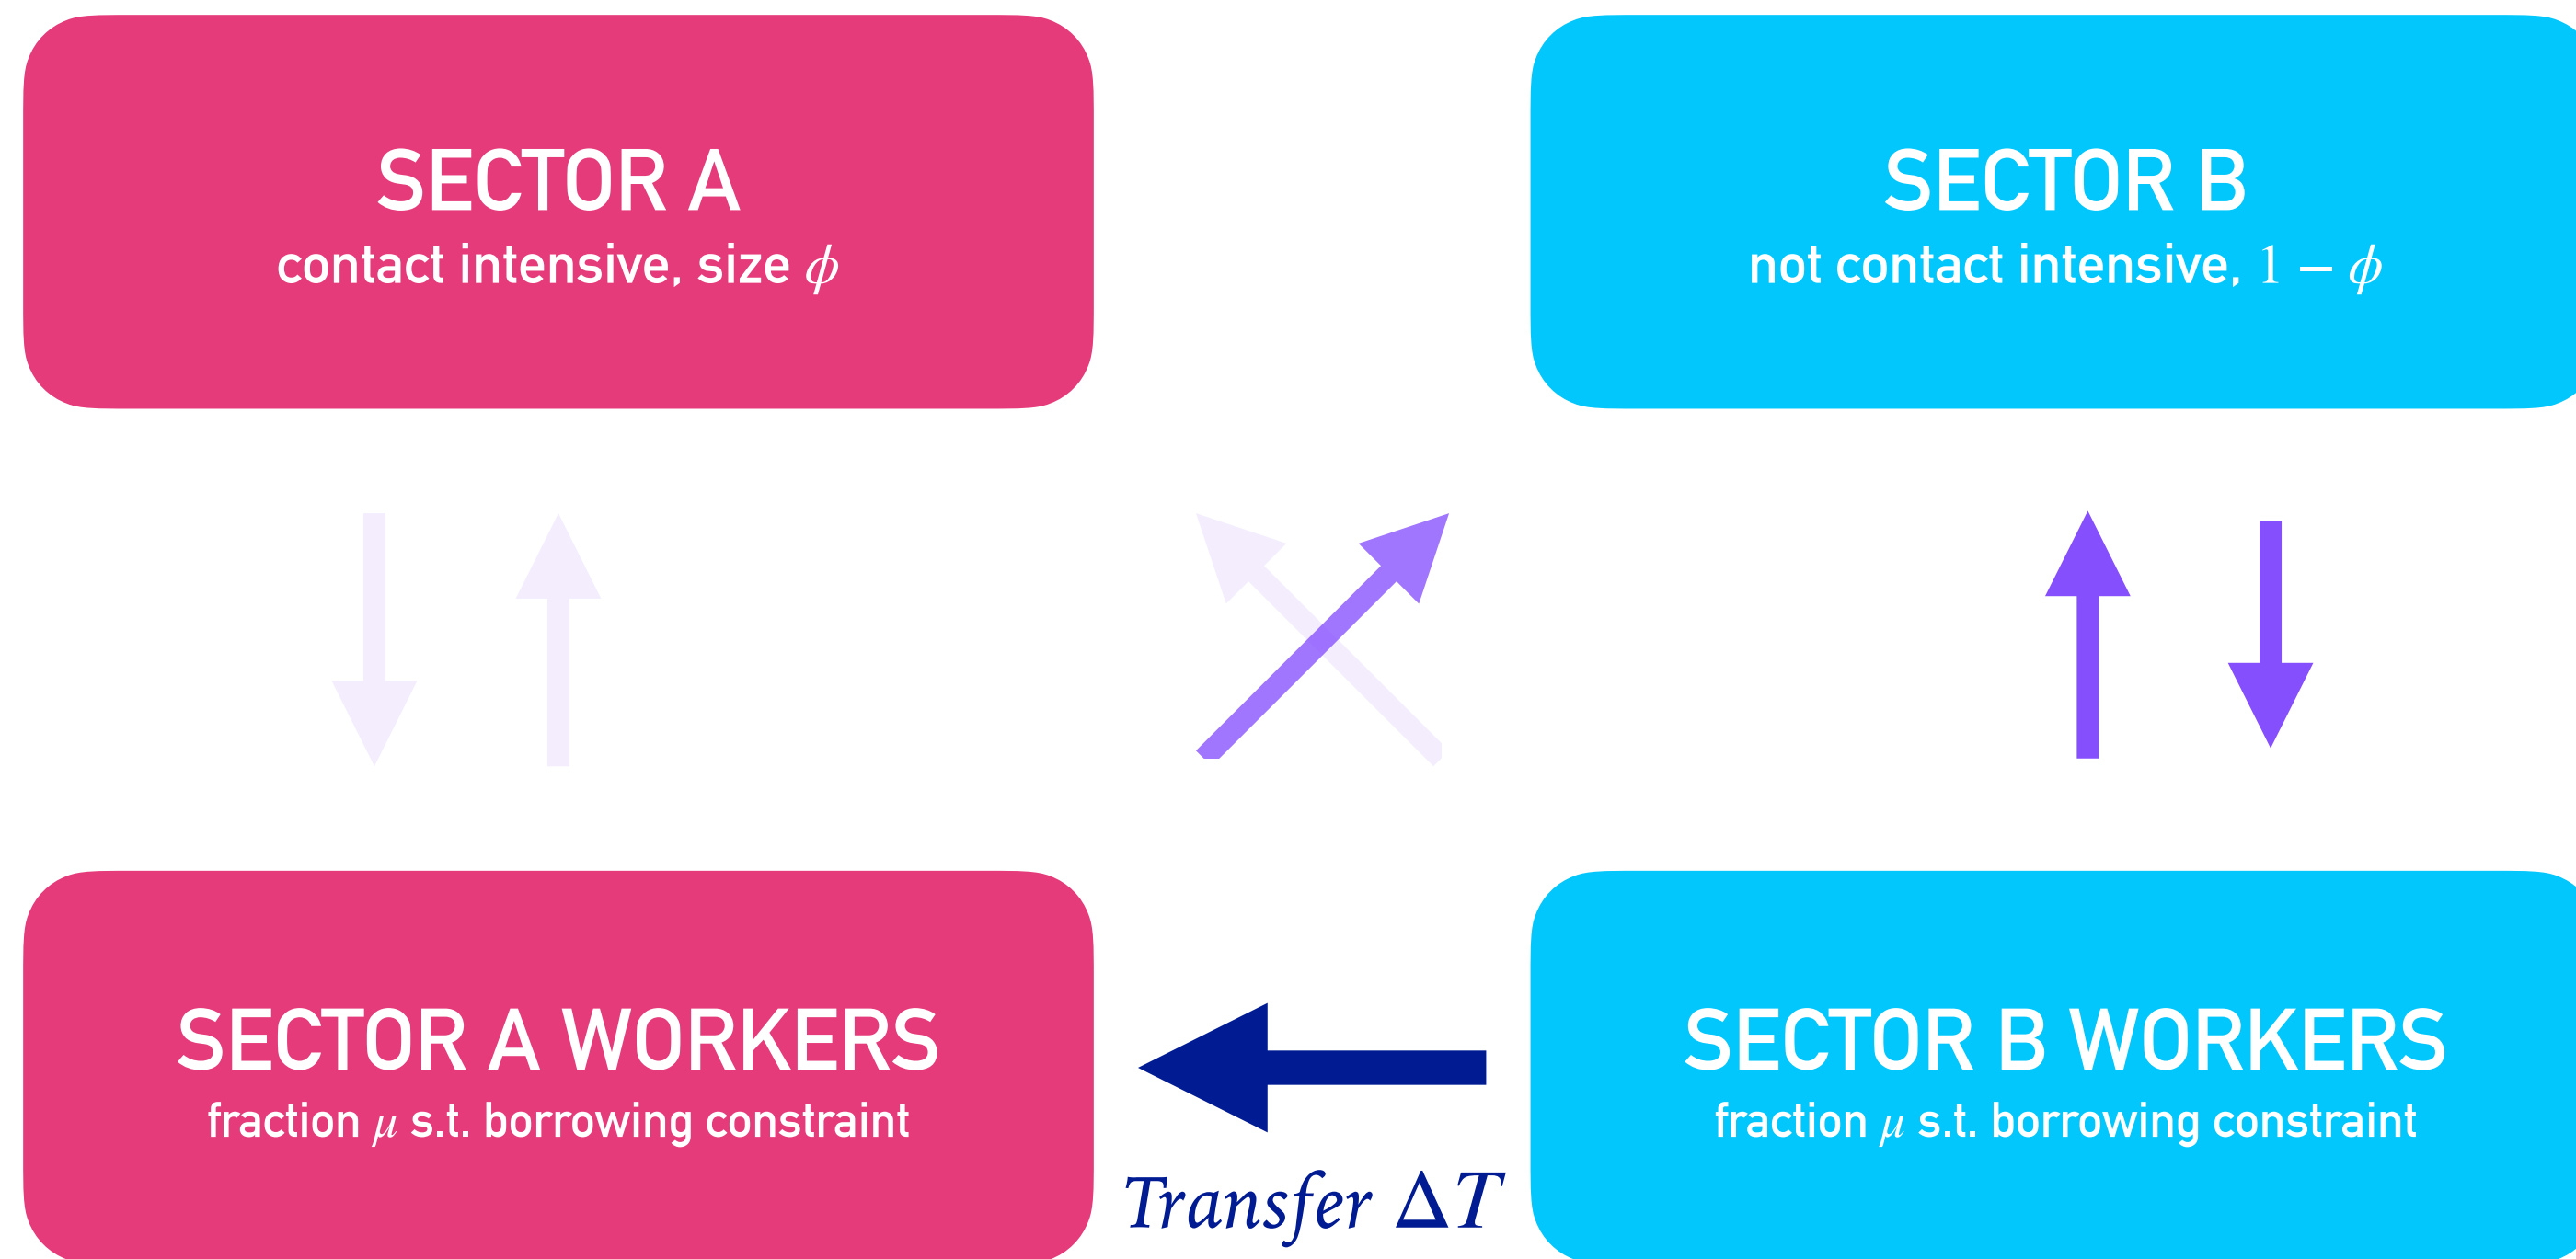 SECTOR A
contact intensive, size ϕ
SECTOR B
not contact intensive, 1 − ϕ
SECTOR A WORKERS
fraction μ s.t. borrowing constraint
Transfer ΔT
SECTOR B WORKERS
fraction μ s.t. borrowing constraint